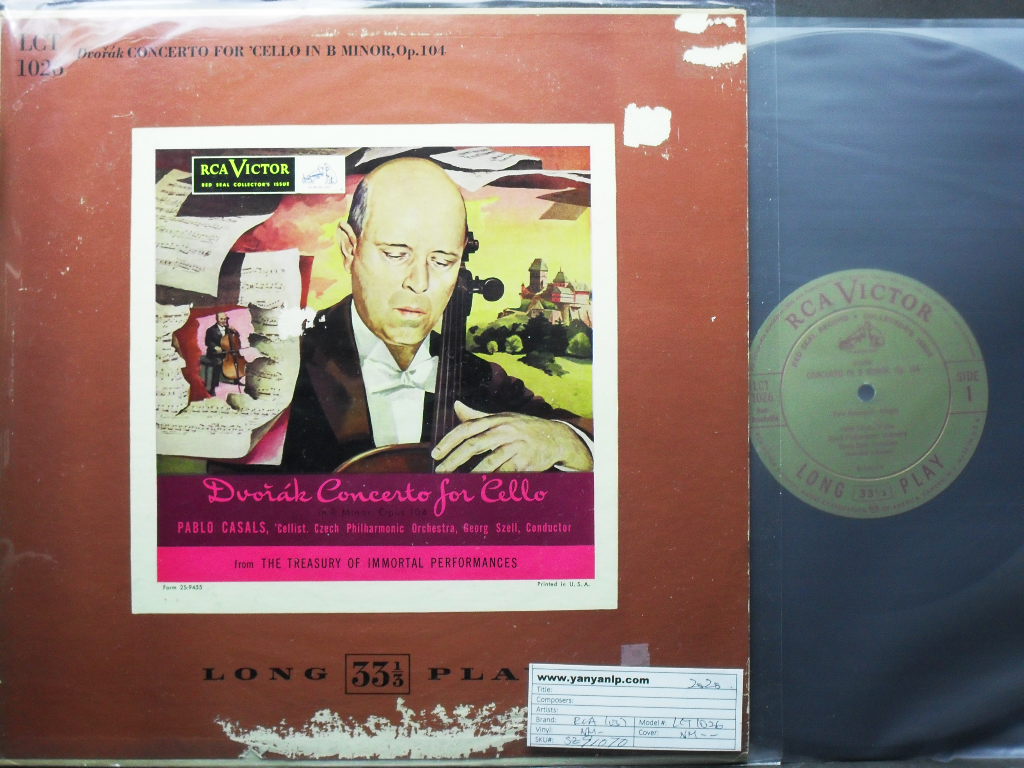 LCT
1026
Dvořák CONCERTO FOR 'CELLO IN B MINOR, Op. 104
RCA VICTOR
RED SEAL COLLECTOR'S ISSUE
Dvořák Concerto for 'Cello
in B Minor, Opus 104
PABLO CASALS, 'Cellist, Czech Philharmonic Orchestra, Georg Szell, Conductor
from THE TREASURY OF IMMORTAL PERFORMANCES
Form 25-9455
Printed in U. S. A.
LONG 33⅓ PLA
www.yanyanlp.com
Title:
Composers:
Artists:
Brand: RCA (US) Model#: LCT 1026
Vinyl: NM- Cover: NM--
SKU#:
RCA VICTOR
CONCERTO IN B MINOR, Op. 104
LCT
1026
SIDE
1
LONG 33⅓ PLAY